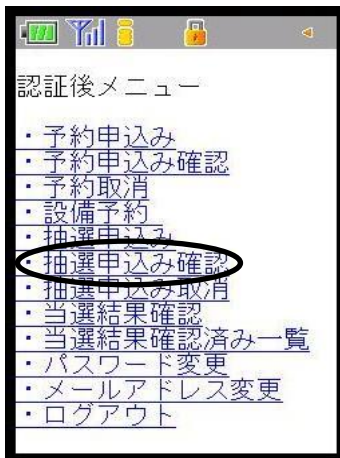 認証後メニュー
・予約申込み
・予約申込み確認
・予約取消
・設備予約
・抽選申込み
・抽選申込み確認
・抽選申込み取消
・当選結果確認
・当選結果確認済み一覧
・パスワード変更
・メールアドレス変更
・ログアウト